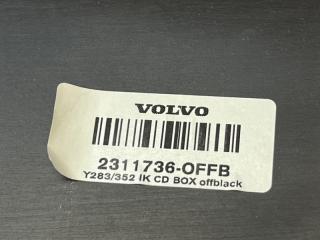 VOLVO
2311736-OFFB
Y283/352 IK CD BOX offblack